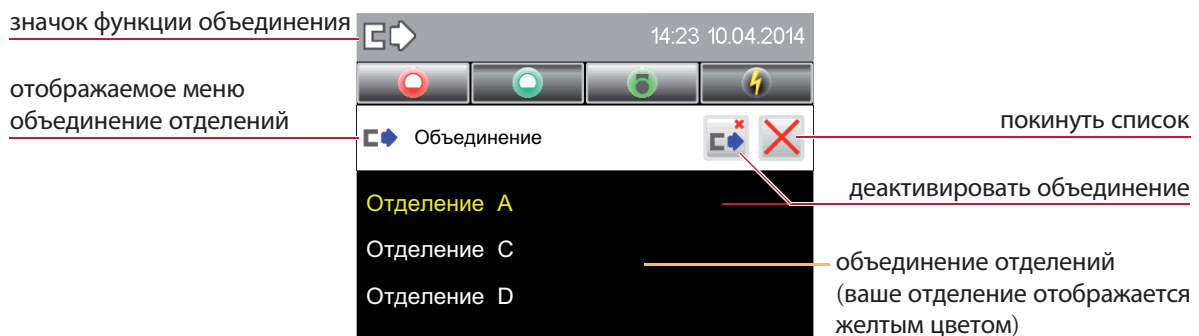 значок функции объединения
14:23 10.04.2014
отображаемое меню
объединение отделений
Объединение
покинуть список
деактивировать объединение
Отделение A
Отделение C
Отделение D
объединение отделений
(ваше отделение отображается
желтым цветом)